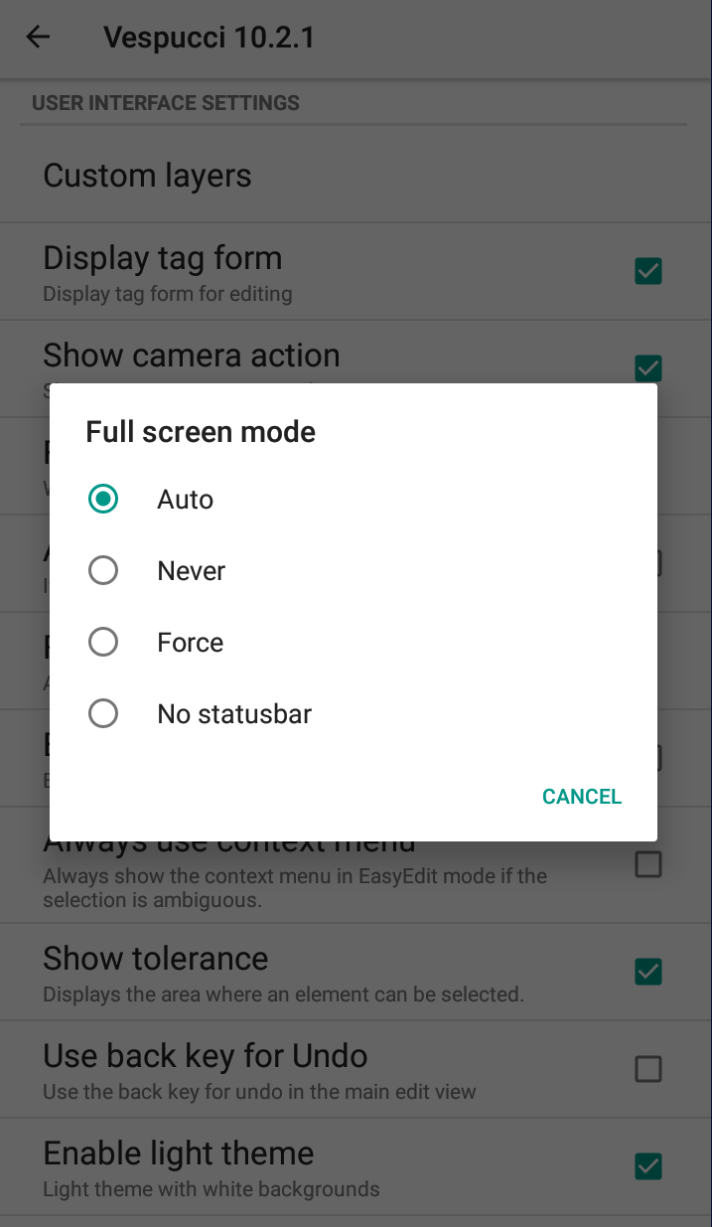 Vespucci 10.2.1
USER INTERFACE SETTINGS
Custom layers
Display tag form
Display tag form for editing
Show camera action
Full screen mode
Auto
Never
Force
No statusbar
CANCEL
Always use context menu
Always show the context menu in EasyEdit mode if the
selection is ambiguous.
Show tolerance
Displays the area where an element can be selected.
Use back key for Undo
Use the back key for undo in the main edit view
Enable light theme
Light theme with white backgrounds